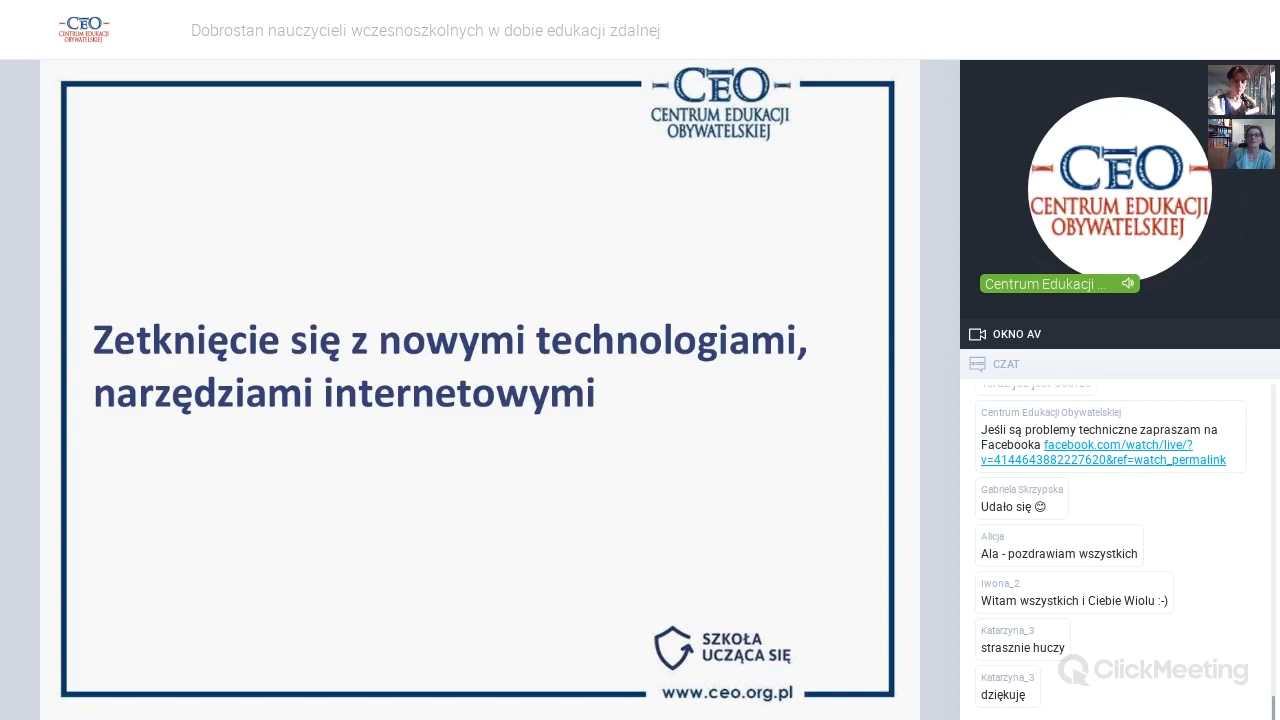 CEO
CENTRUM EDUKACJI
OBYWATELSKIEJ
Dobrostan nauczycieli wczesnoszkolnych w dobie edukacji zdalnej
CEO
CENTRUM EDUKACJI
OBYWATELSKIEJ
Zetknięcie się z nowymi technologiami,
narzędziami internetowymi
SZKOŁA
UCZĄCA SIĘ
www.ceo.org.pl
CEO
CENTRUM EDUKACJI
OBYWATELSKIEJ
Centrum Edukacji ...
OKNO AV
CZAT
Centrum Edukacji Obywatelskiej
Jeśli są problemy techniczne zapraszam na
Facebooka facebook.com/watch/live/?
v=4144643882227620&ref=watch_permalink
Gabriela Skrzypska
Udało się 😊
Alicja
Ala - pozdrawiam wszystkich
Iwona_2
Witam wszystkich i Ciebie Wiolu :-)
Katarzyna_3
strasznie huczy
Katarzyna_3
dziękuję
ClickMeeting